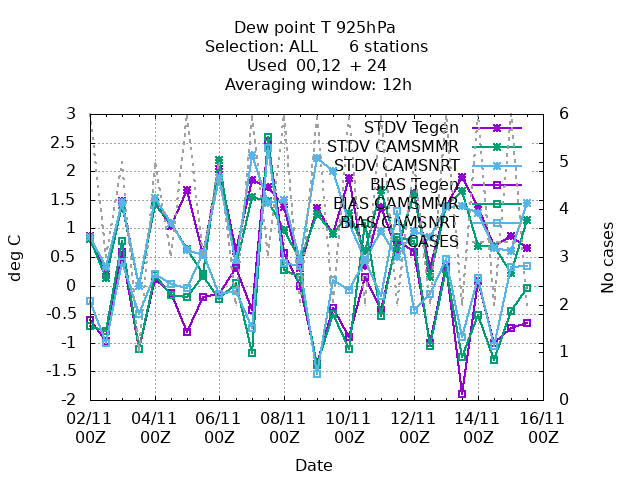 Dew point T 925hPa
Selection: ALL      6 stations
Used  00,12  + 24
Averaging window: 12h
3
2.5
2
1.5
1
0.5
0
-0.5
-1
-1.5
-2
deg C
6
5
4
3
2
1
0
No cases
STDV Tegen
STDV CAMSMMR
STDV CAMSNRT
BIAS Tegen
BIAS CAMSMMR
BIAS CAMSNRT
CASES
02/11 04/11 06/11 08/11 10/11 12/11 14/11 16/11
00Z 00Z 00Z 00Z 00Z 00Z 00Z 00Z
Date